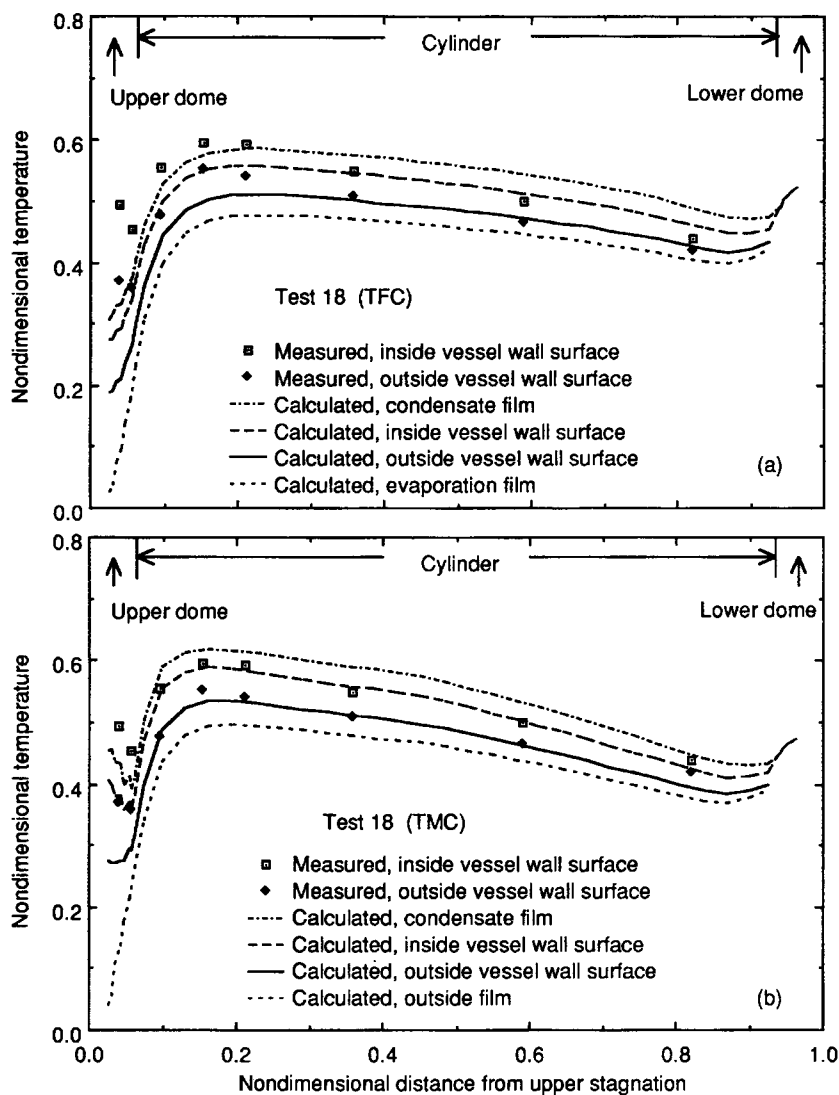 0.8
Cylinder
Upper dome
Lower dome
0.6
0.4
0.2
0.0
Nondimensional temperature
Test 18 (TFC)
Measured, inside vessel wall surface
Measured, outside vessel wall surface
Calculated, condensate film
Calculated, inside vessel wall surface
Calculated, outside vessel wall surface
Calculated, evaporation film
(a)
0.8
Cylinder
Upper dome
Lower dome
0.6
0.4
0.2
0.0
Nondimensional temperature
Test 18 (TMC)
Measured, inside vessel wall surface
Measured, outside vessel wall surface
Calculated, condensate film
Calculated, inside vessel wall surface
Calculated, outside vessel wall surface
Calculated, outside film
(b)
0.0 0.2 0.4 0.6 0.8 1.0
Nondimensional distance from upper stagnation